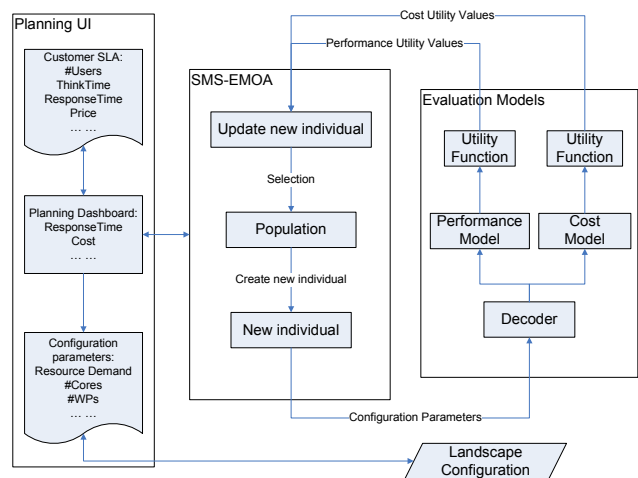 Planning UI
Customer SLA:
#Users
ThinkTime
ResponseTime
Price
... ...
Planning Dashboard:
ResponseTime
Cost
... ...
Configuration
parameters:
Resource Demand
#Cores
#WPs
... ...
SMS-EMOA
Update new individual
Selection
Population
Create new individual
New individual
Cost Utility Values
Performance Utility Values
Evaluation Models
Utility
Function
Utility
Function
Performance
Model
Cost
Model
Decoder
Configuration Parameters
Landscape
Configuration